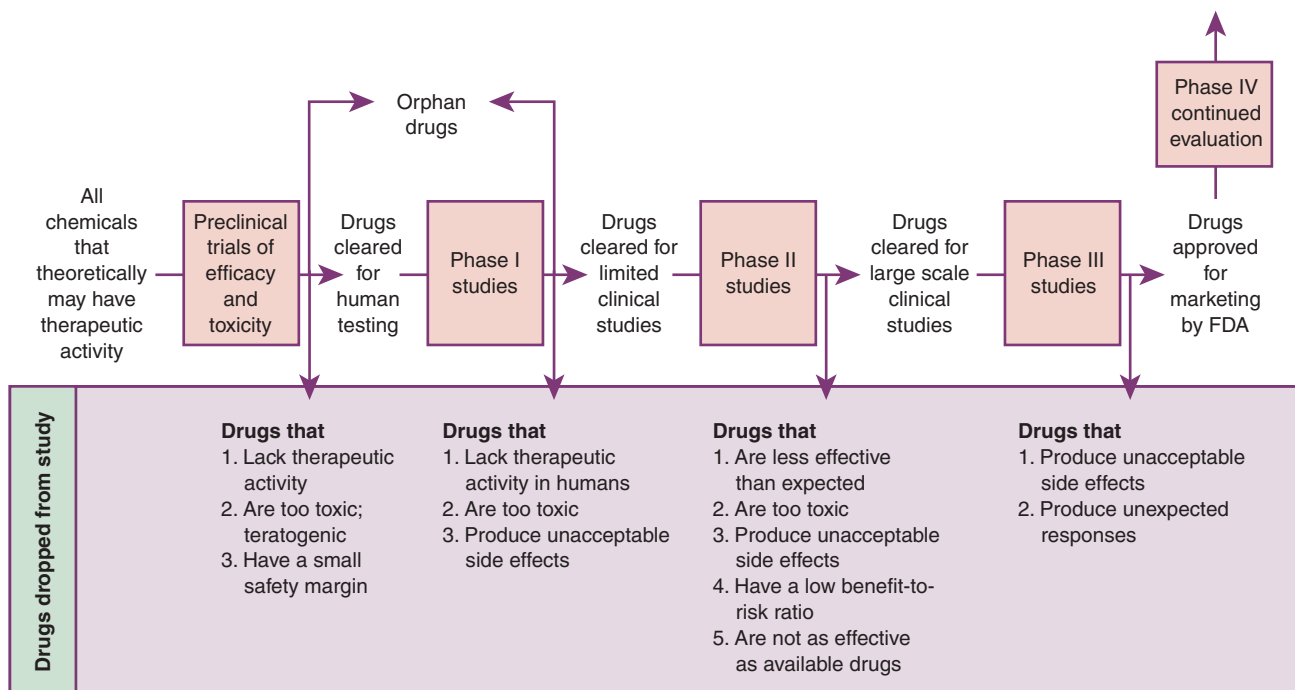 Orphan
drugs
Phase IV
continued
evaluation
All
chemicals
that
theoretically
may have
therapeutic
activity
Preclinical
trials of
efficacy
and
toxicity
Drugs
cleared
for
human
testing
Phase I
studies
Drugs
cleared for
limited
clinical
studies
Phase II
studies
Drugs
cleared for
large scale
clinical
studies
Phase III
studies
Drugs
approved
for
marketing
by FDA
Drugs dropped from study
Drugs that
1. Lack therapeutic
activity
2. Are too toxic;
teratogenic
3. Have a small
safety margin
Drugs that
1. Lack therapeutic
activity in humans
2. Are too toxic
3. Produce unacceptable
side effects
Drugs that
1. Are less effective
than expected
2. Are too toxic
3. Produce unacceptable
side effects
4. Have a low benefit-to-
risk ratio
5. Are not as effective
as available drugs
Drugs that
1. Produce unacceptable
side effects
2. Produce unexpected
responses